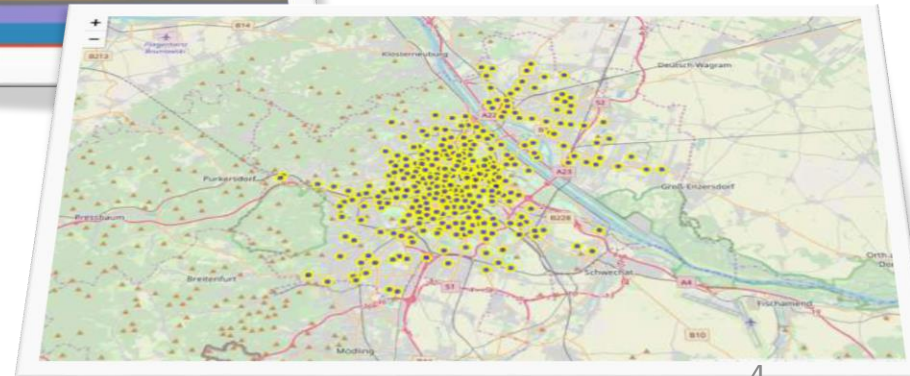 +
−
B14
B213
Klosterneuburg
Deutsch-Wagram
A22
S2
A23
Purkersdorf
Groß-Enzersdorf
Pressbaum
B228
Breitenfurt
Schwechat
S1
A4
Fischamend
B10
Mödling
4